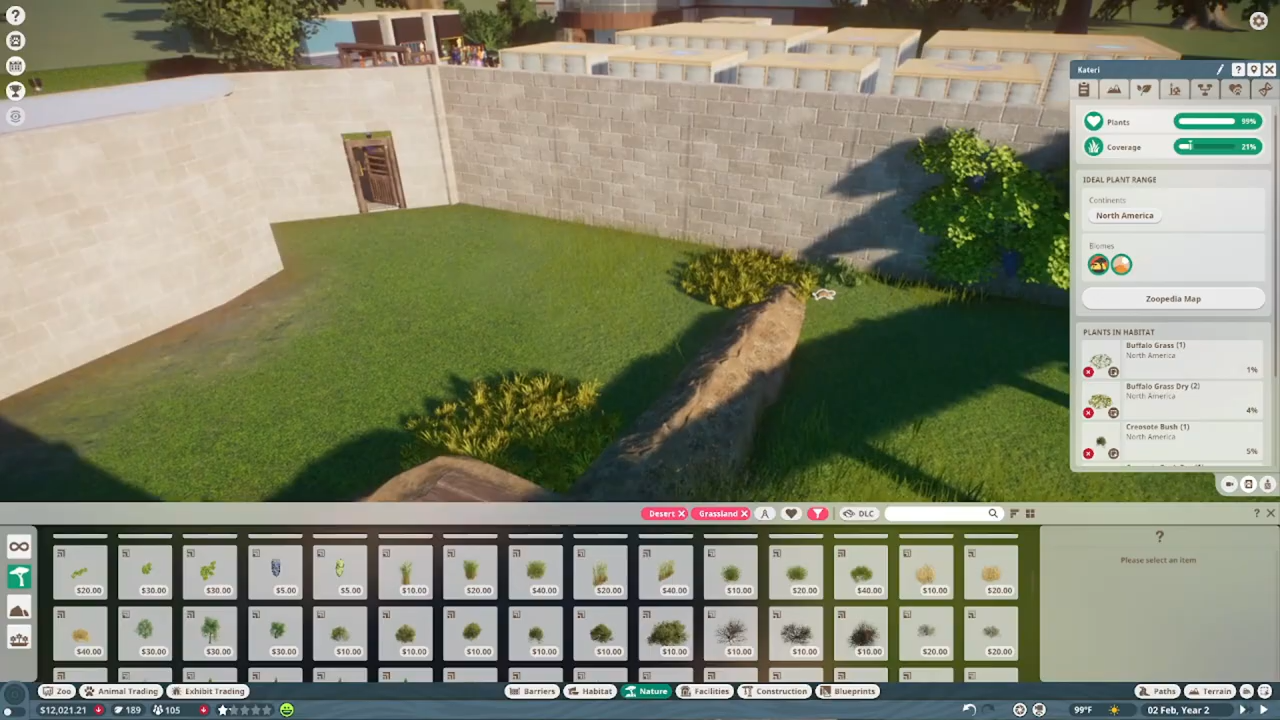 Kateri
?
Plants
99%
Coverage
21%
IDEAL PLANT RANGE
Continents
North America
Biomes
Zoopedia Map
PLANTS IN HABITAT
Buffalo Grass (1)
North America
1%
Buffalo Grass Dry (2)
North America
4%
Creosote Bush (1)
North America
5%
Desert X Grassland X DLC
?
Please select an item
$20.00 $30.00 $30.00 $5.00 $5.00 $10.00 $20.00 $40.00 $20.00 $40.00 $10.00 $20.00 $40.00 $10.00 $20.00
$40.00 $30.00 $30.00 $30.00 $10.00 $10.00 $10.00 $10.00 $10.00 $10.00 $10.00 $10.00 $10.00 $20.00 $20.00
Zoo Animal Trading Exhibit Trading Barriers Habitat Nature Facilities Construction Blueprints Paths Terrain
$12,021.21 189 105 99°F 02 Feb, Year 2